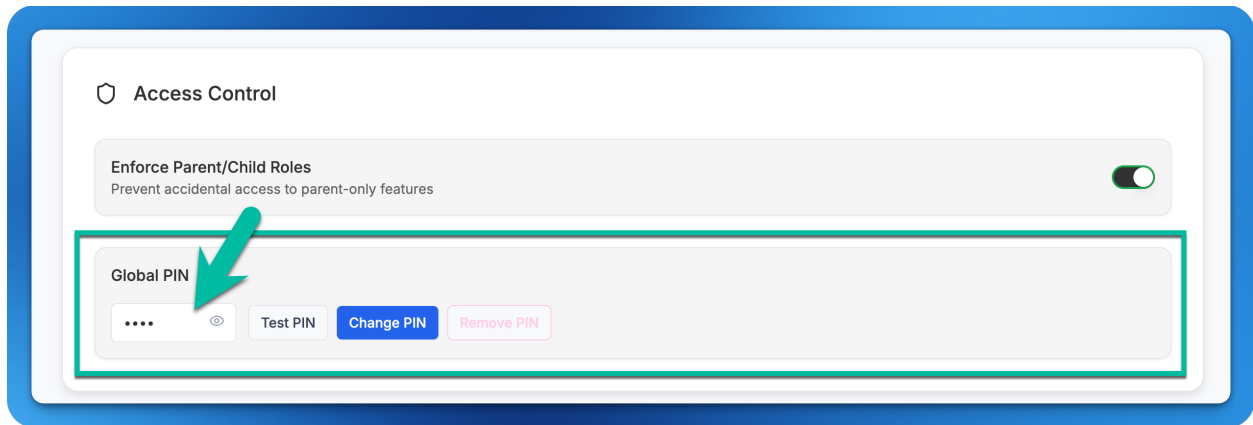 Access Control
Enforce Parent/Child Roles
Prevent accidental access to parent-only features
Global PIN
•••• Test PIN Change PIN Remove PIN